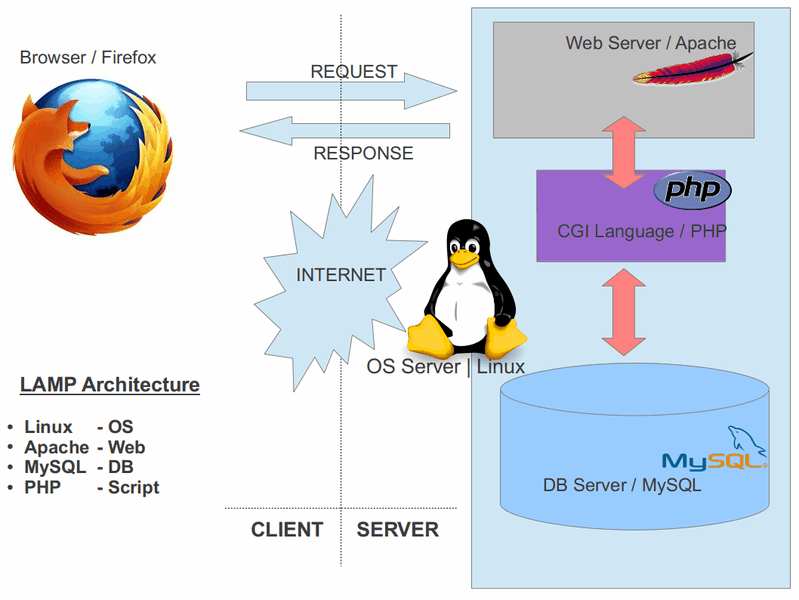 Browser / Firefox
REQUEST
RESPONSE
INTERNET
Web Server / Apache
php
CGI Language / PHP
OS Server | Linux
MySQL
DB Server / MySQL
LAMP Architecture
• Linux - OS
• Apache - Web
• MySQL - DB
• PHP - Script
CLIENT SERVER